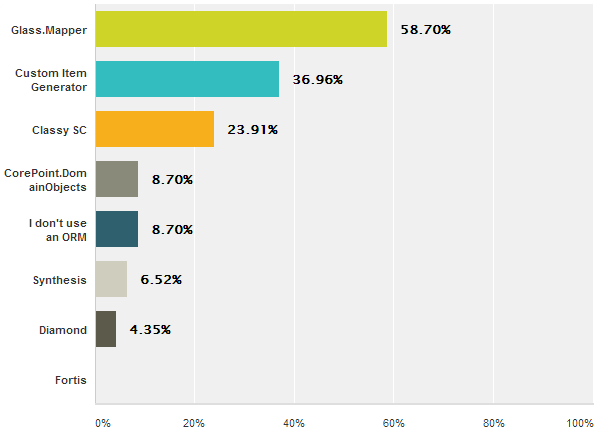 Glass.Mapper
58.70%
Custom Item
Generator
36.96%
Classy SC
23.91%
CorePoint.Dom
ainObjects
8.70%
I don't use
an ORM
8.70%
Synthesis
6.52%
Diamond
4.35%
Fortis
0% 20% 40% 60% 80% 100%